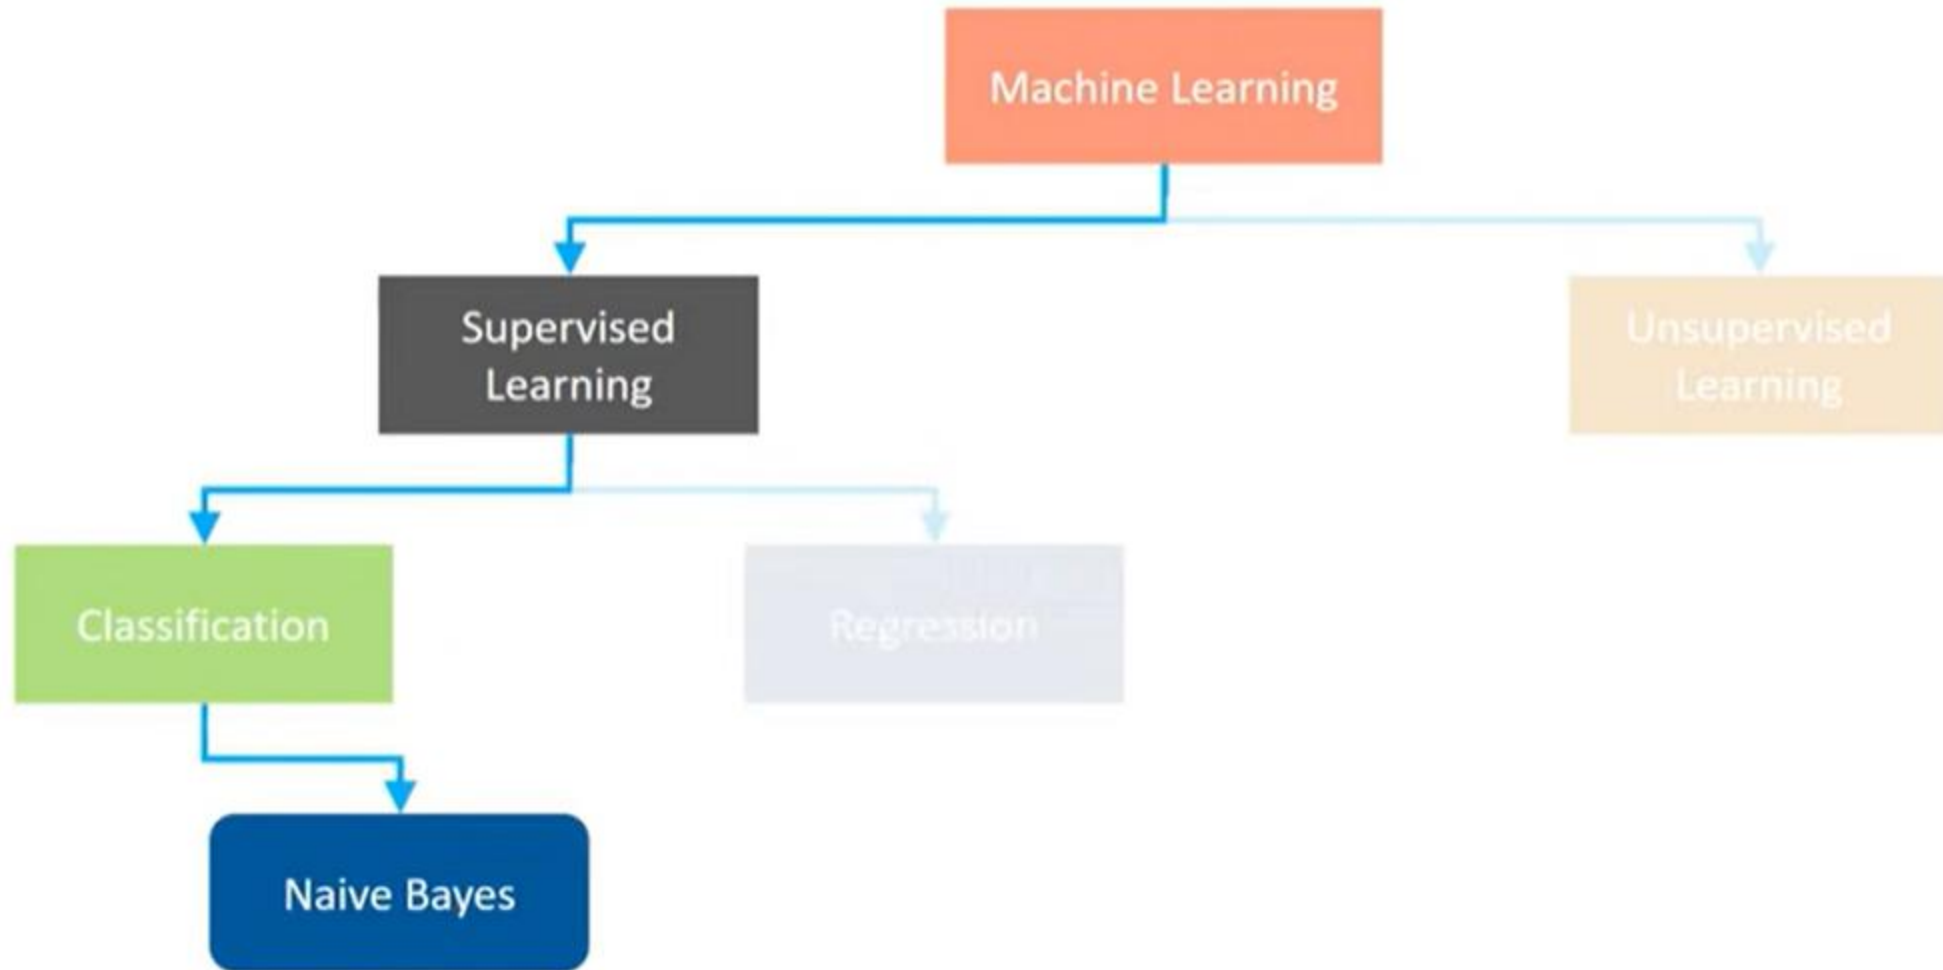 Machine Learning
Supervised
Learning
Unsupervised
Learning
Classification
Regression
Naive Bayes